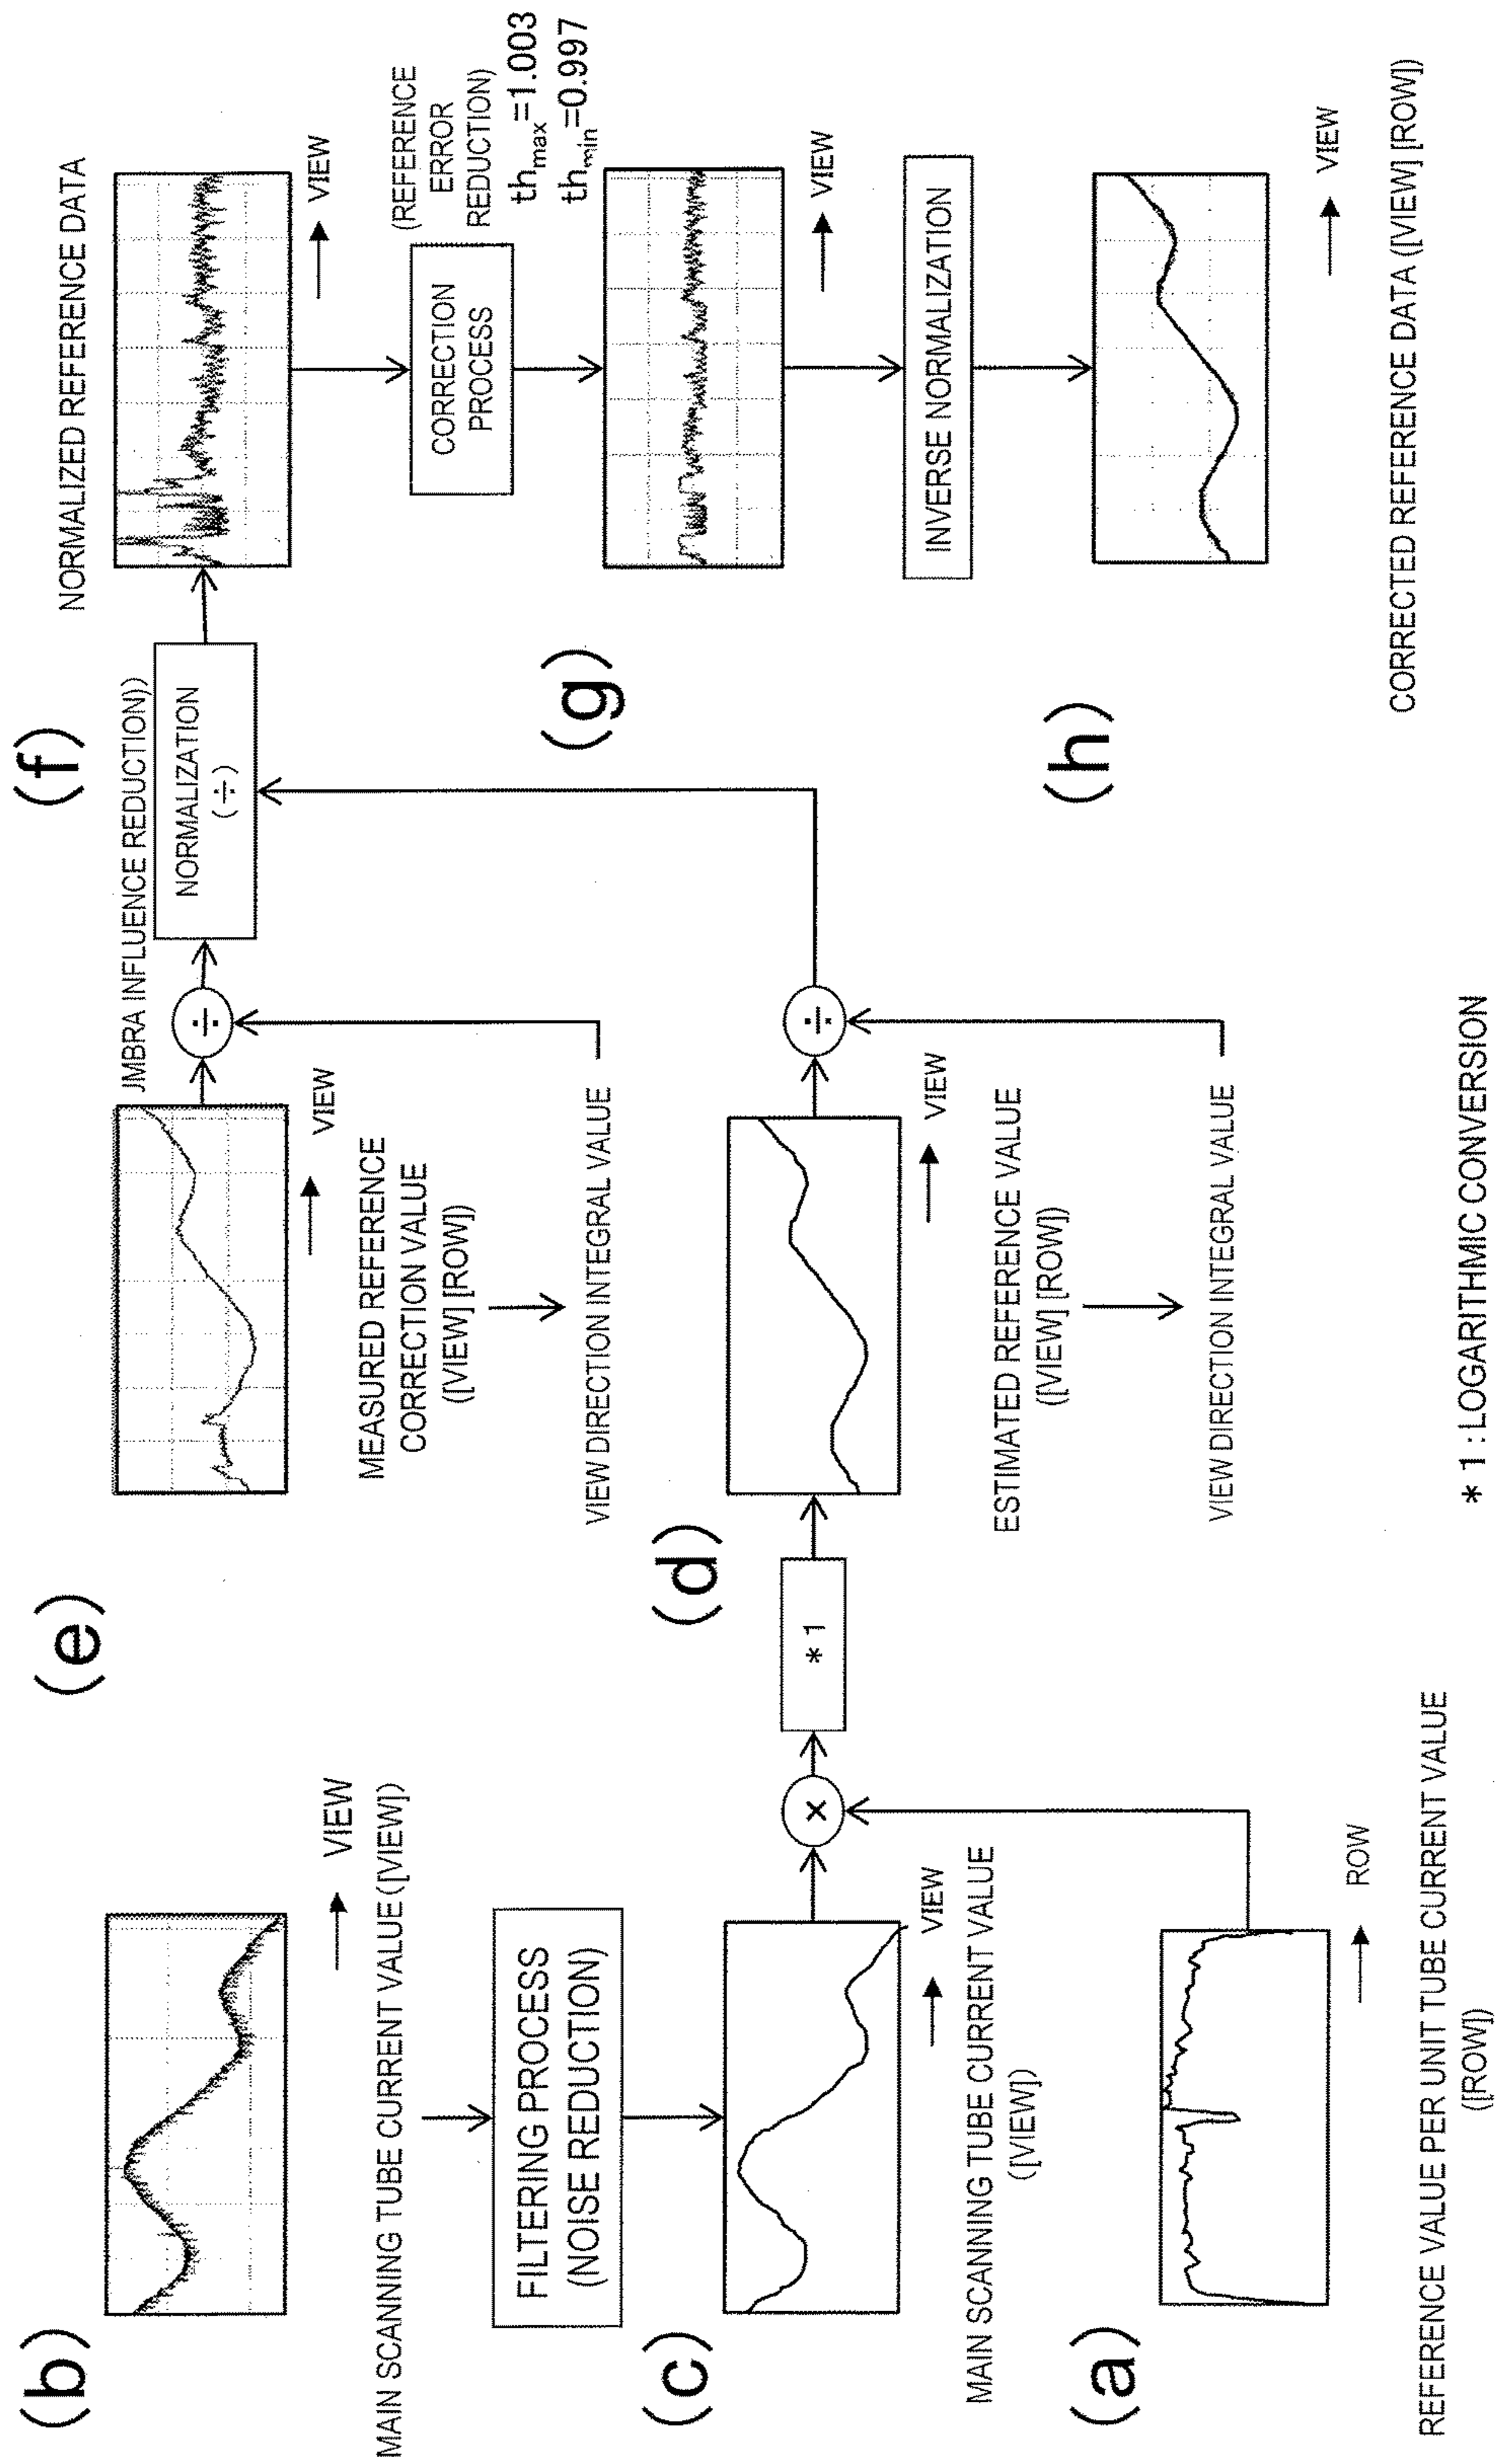 (b)
MAIN SCANNING TUBE CURRENT VALUE ([VIEW])
VIEW
FILTERING PROCESS
(NOISE REDUCTION)
(c)
MAIN SCANNING TUBE CURRENT VALUE
([VIEW])
VIEW
(a)
REFERENCE VALUE PER UNIT TUBE CURRENT VALUE
([ROW])
ROW
×
*1
(d)
ESTIMATED REFERENCE VALUE
([VIEW] [ROW])
VIEW
VIEW DIRECTION INTEGRAL VALUE
÷
(e)
MEASURED REFERENCE
CORRECTION VALUE
([VIEW] [ROW])
VIEW
VIEW DIRECTION INTEGRAL VALUE
÷
(f)
JMBRA INFLUENCE REDUCTION))
NORMALIZATION
(÷)
NORMALIZED REFERENCE DATA
VIEW
(g)
CORRECTION
PROCESS
(REFERENCE
ERROR
REDUCTION)
thmax=1.003
thmin=0.997
VIEW
INVERSE NORMALIZATION
(h)
VIEW
CORRECTED REFERENCE DATA ([VIEW] [ROW])
*1 : LOGARITHMIC CONVERSION